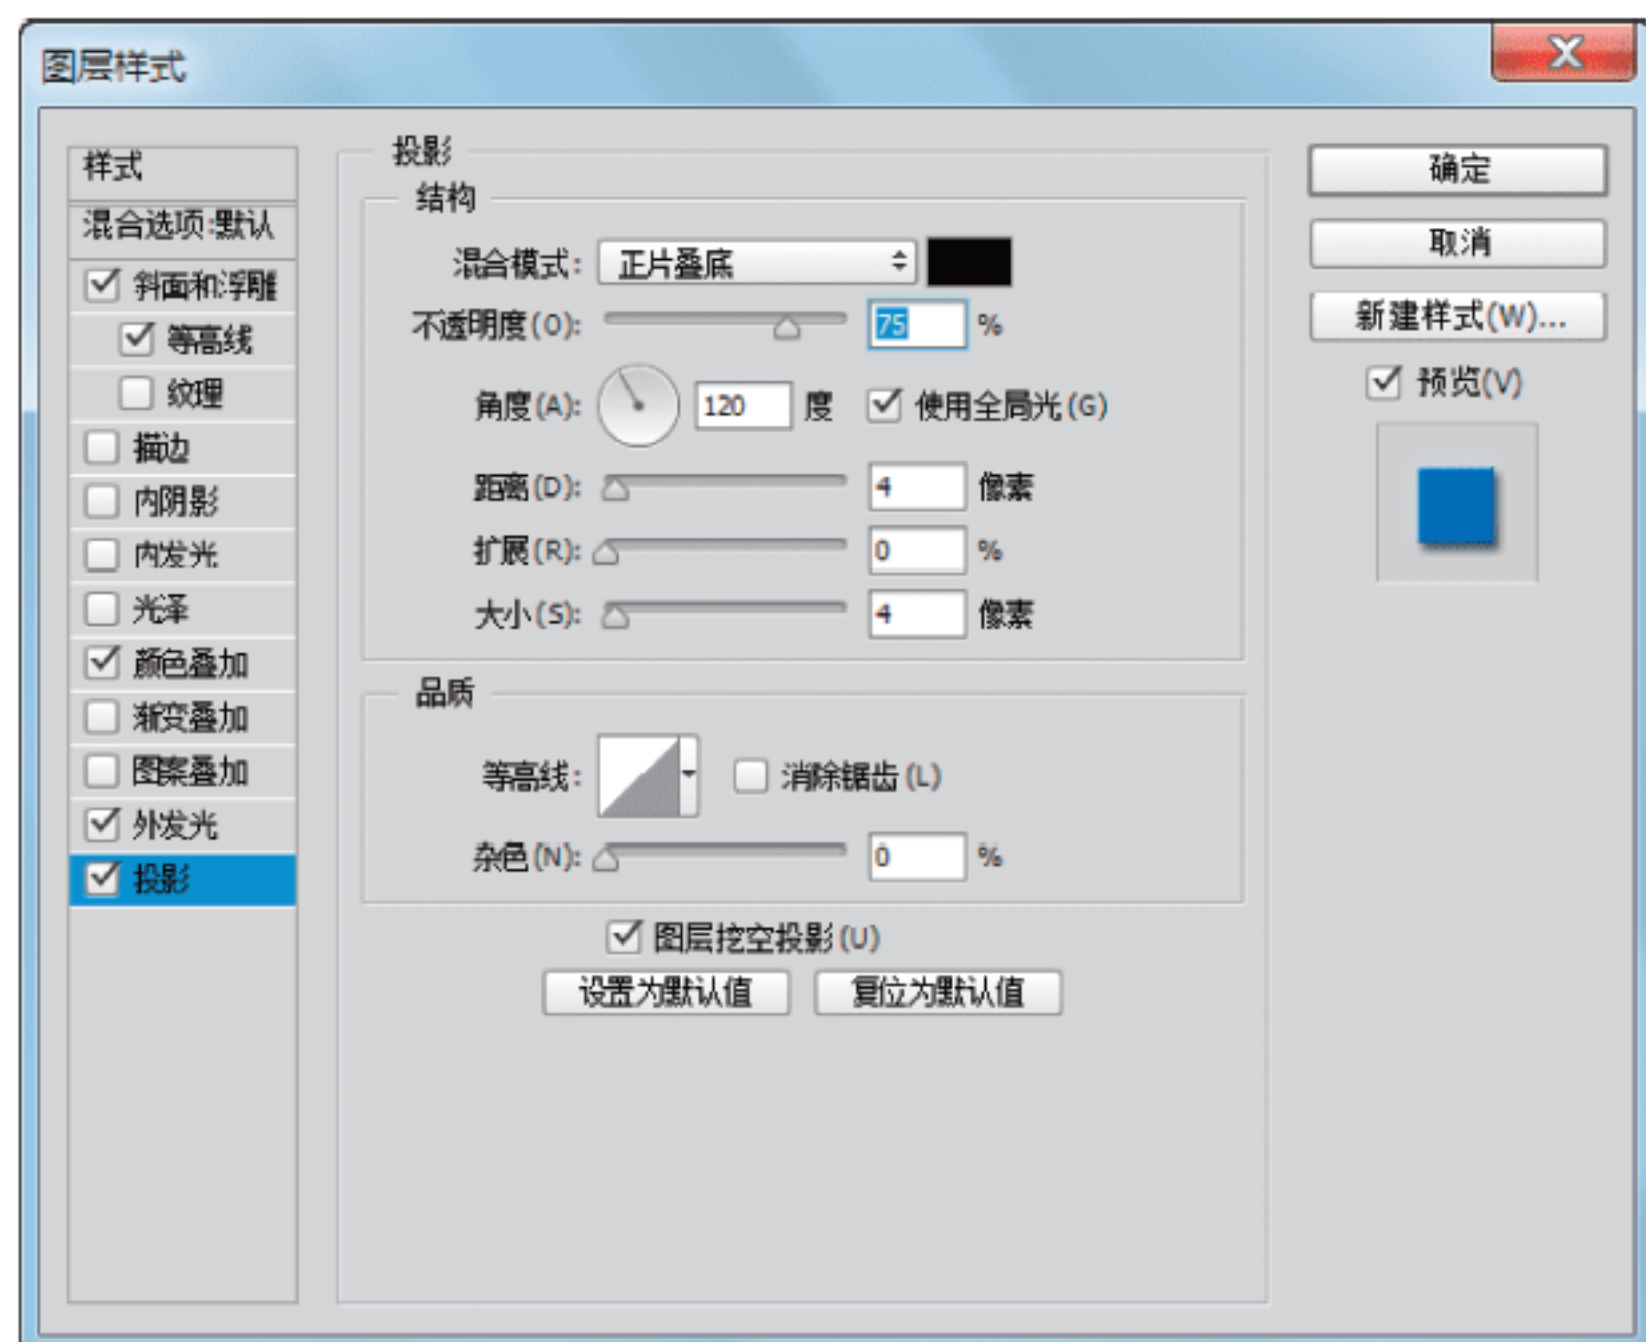 图层样式
样式
混合选项:默认
斜面和浮雕
等高线
纹理
描边
内阴影
内发光
光泽
颜色叠加
渐变叠加
图案叠加
外发光
投影
投影
结构
混合模式: 正片叠底
不透明度(O): 75 %
角度(A): 120 度 使用全局光(G)
距离(D): 4 像素
扩展(R): 0 %
大小(S): 4 像素
品质
等高线: 消除锯齿(L)
杂色(N): 0 %
图层挖空投影(U)
设置为默认值 复位为默认值
确定
取消
新建样式(W)...
预览(V)